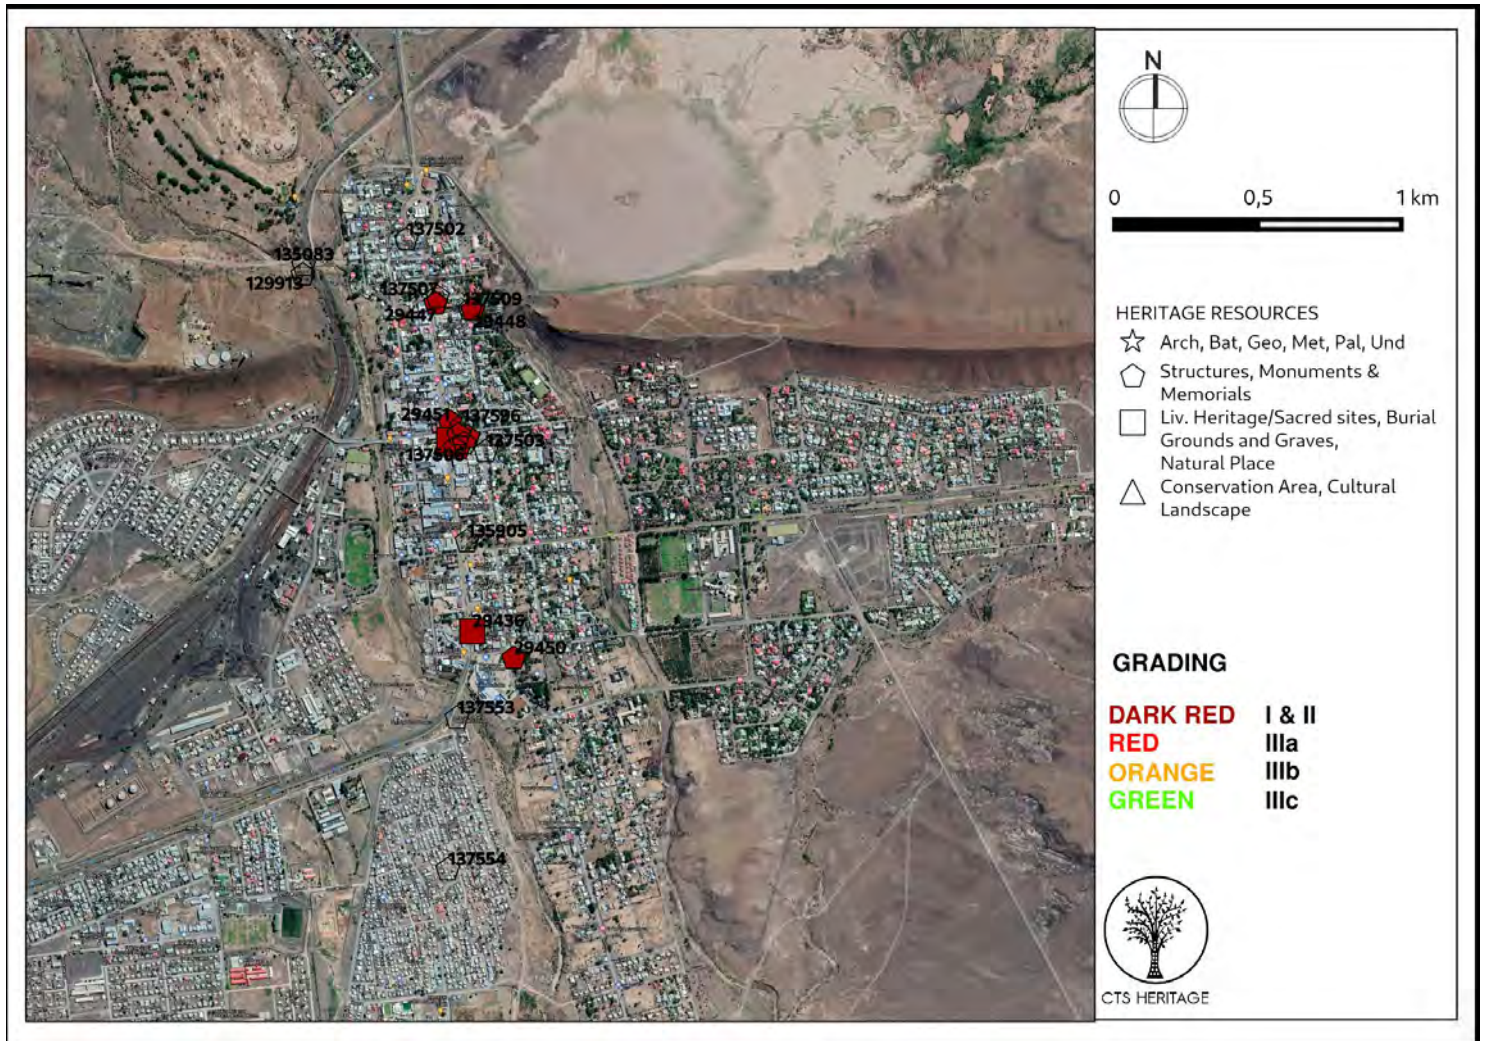 137502
135083
129913
137507
137509
29447
29448
29451
137503
135905
29436
29450
137553
137554
N
0
0,5
1 km
HERITAGE RESOURCES
Arch, Bat, Geo, Met, Pal, Und
Structures, Monuments &
Memorials
Liv. Heritage/Sacred sites, Burial
Grounds and Graves,
Natural Place
Conservation Area, Cultural
Landscape
GRADING
DARK RED I & II
RED IIIa
ORANGE IIIb
GREEN IIIc
CTS HERITAGE